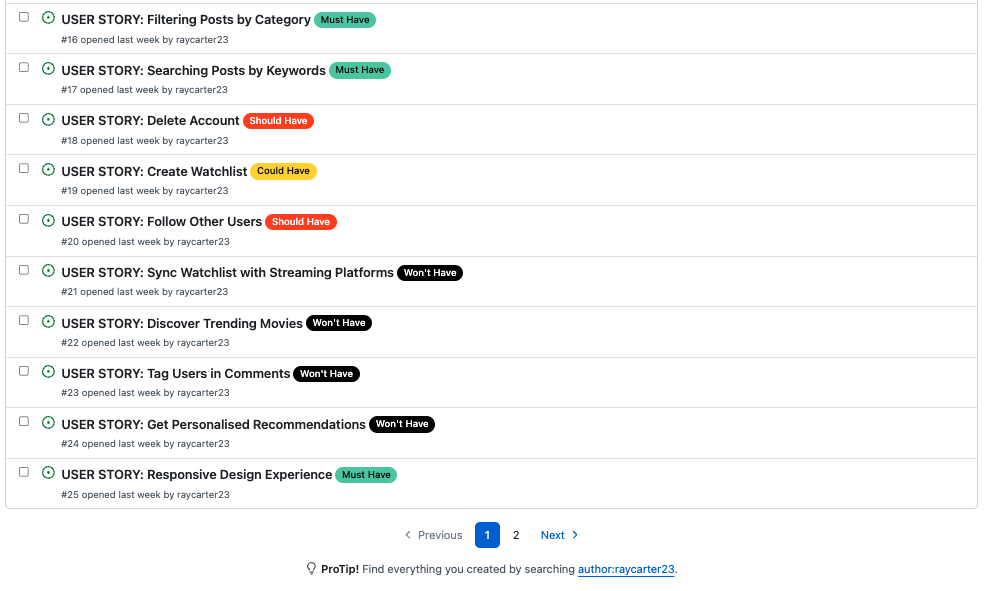 USER STORY: Filtering Posts by Category Must Have
#16 opened last week by raycarter23
USER STORY: Searching Posts by Keywords Must Have
#17 opened last week by raycarter23
USER STORY: Delete Account Should Have
#18 opened last week by raycarter23
USER STORY: Create Watchlist Could Have
#19 opened last week by raycarter23
USER STORY: Follow Other Users Should Have
#20 opened last week by raycarter23
USER STORY: Sync Watchlist with Streaming Platforms Won't Have
#21 opened last week by raycarter23
USER STORY: Discover Trending Movies Won't Have
#22 opened last week by raycarter23
USER STORY: Tag Users in Comments Won't Have
#23 opened last week by raycarter23
USER STORY: Get Personalised Recommendations Won't Have
#24 opened last week by raycarter23
USER STORY: Responsive Design Experience Must Have
#25 opened last week by raycarter23
Previous 1 2 Next
ProTip! Find everything you created by searching author:raycarter23.